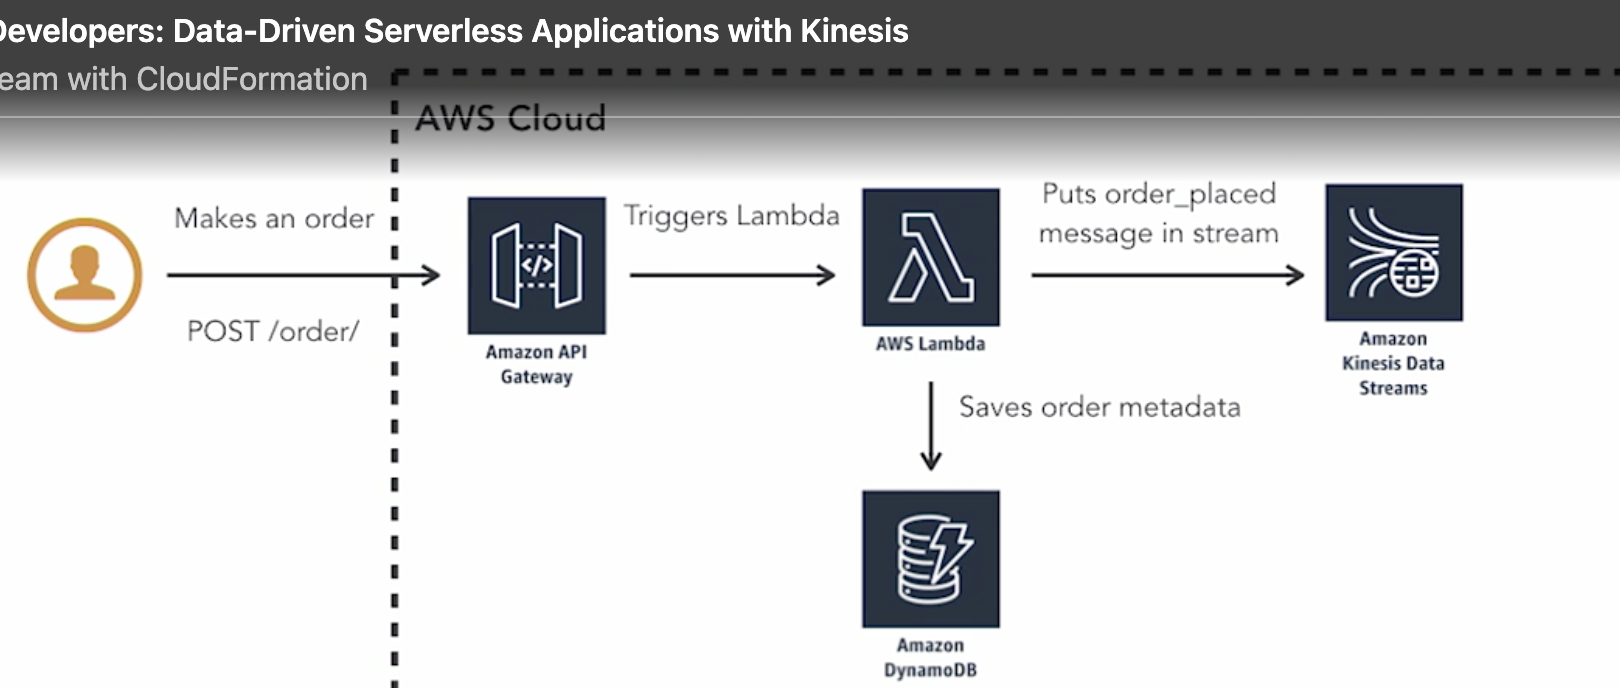 Developers: Data-Driven Serverless Applications with Kinesis
eam with CloudFormation
AWS Cloud
Makes an order
POST /order/
</>
Amazon API
Gateway
Triggers Lambda
AWS Lambda
Puts order_placed
message in stream
Amazon
Kinesis Data
Streams
Saves order metadata
Amazon
DynamoDB